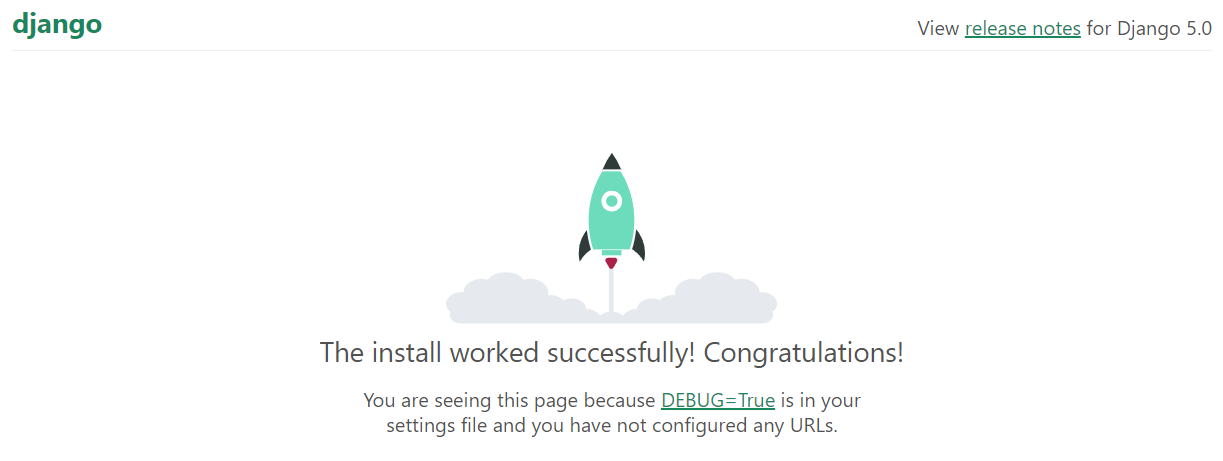 django
View release notes for Django 5.0
The install worked successfully! Congratulations!
You are seeing this page because DEBUG=True is in your
settings file and you have not configured any URLs.